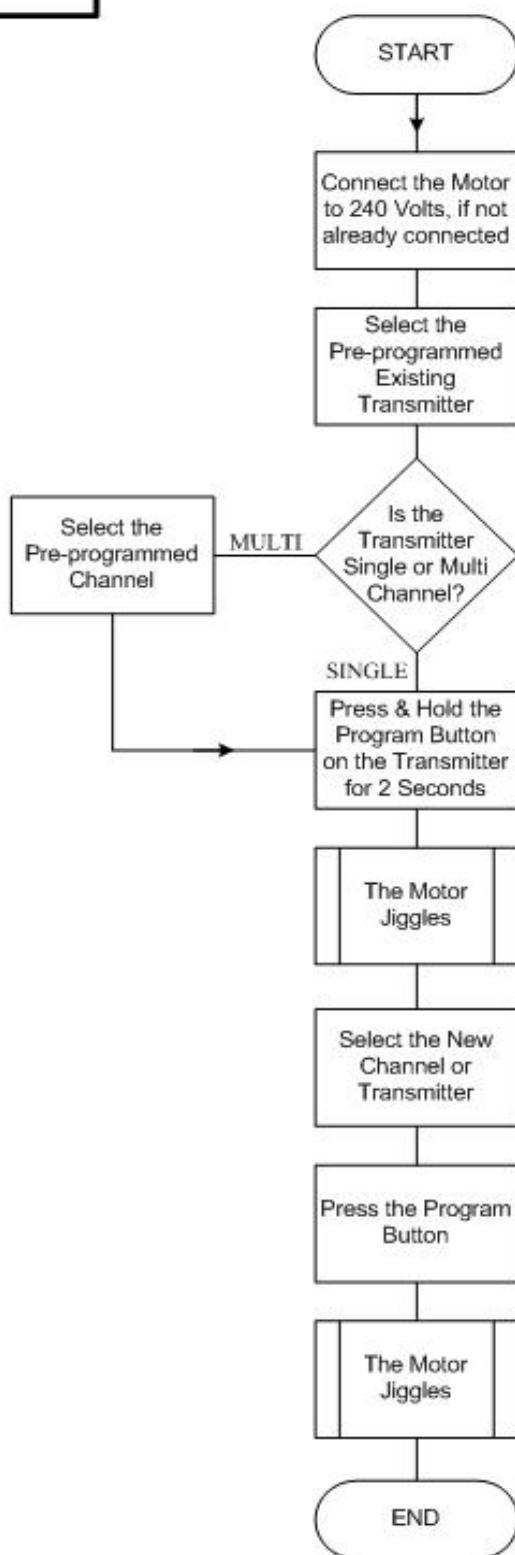 START
Connect the Motor
to 240 Volts, if not
already connected
Select the
Pre-programmed
Existing
Transmitter
Is the
Transmitter
Single or Multi
Channel?
MULTI
Select the
Pre-programmed
Channel
SINGLE
Press & Hold the
Program Button
on the Transmitter
for 2 Seconds
The Motor
Jiggles
Select the New
Channel or
Transmitter
Press the Program
Button
The Motor
Jiggles
END